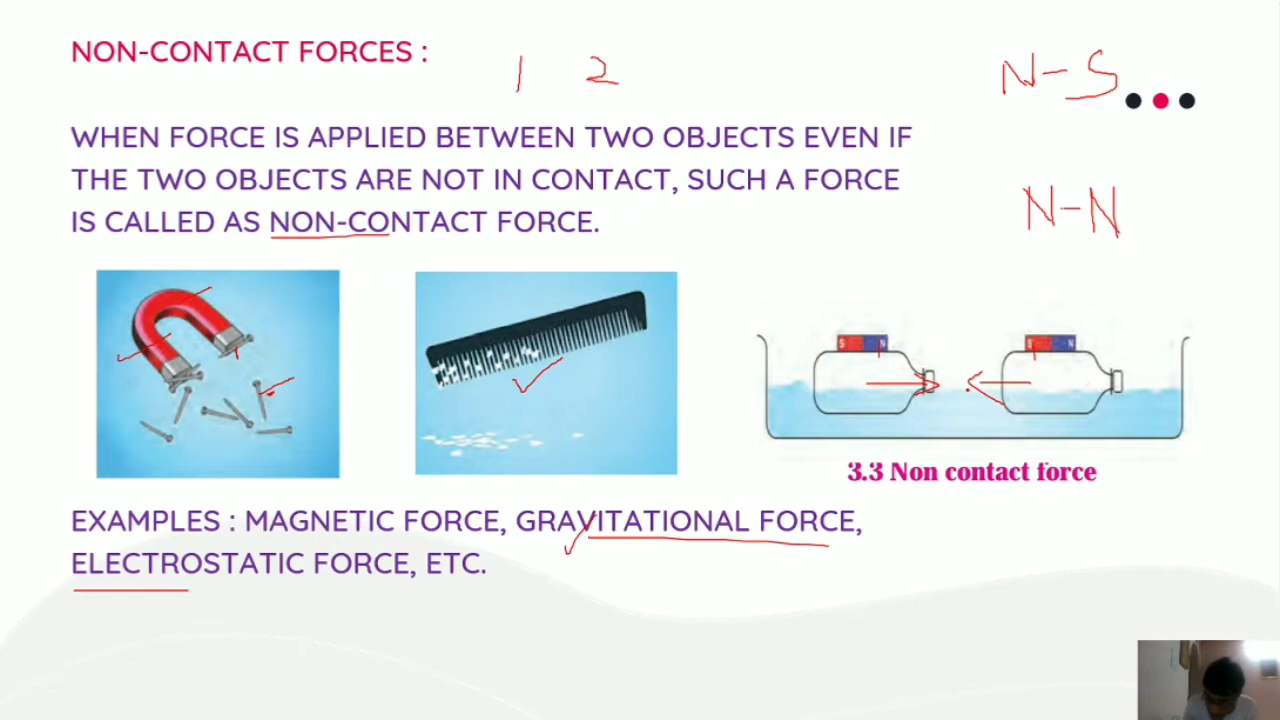 NON-CONTACT FORCES :
1 2
N-S
WHEN FORCE IS APPLIED BETWEEN TWO OBJECTS EVEN IF
THE TWO OBJECTS ARE NOT IN CONTACT, SUCH A FORCE
IS CALLED AS NON-CONTACT FORCE.
N-N
S N
S N
3.3 Non contact force
EXAMPLES : MAGNETIC FORCE, GRAVITATIONAL FORCE,
ELECTROSTATIC FORCE, ETC.